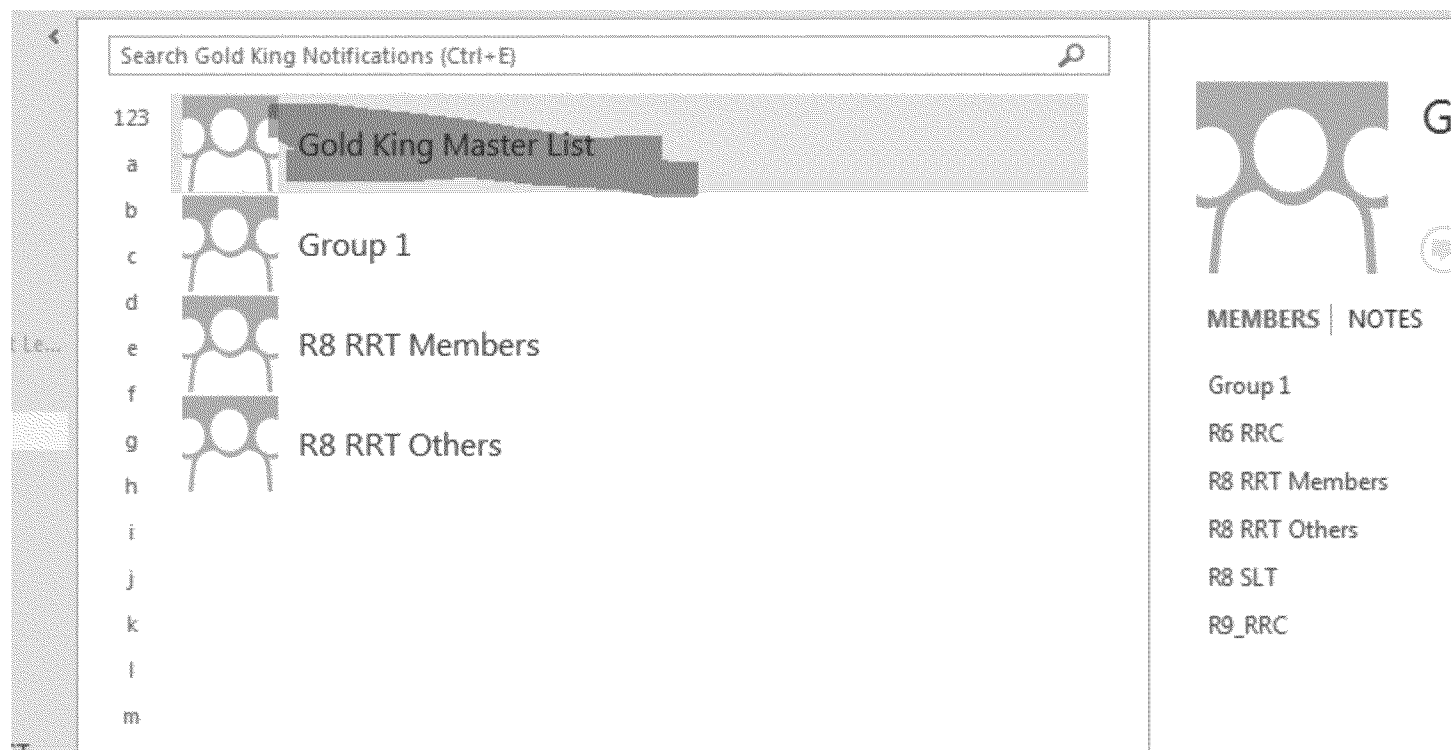 Search Gold King Notifications (Ctrl+E)
123
a
b
c
d
e
f
g
h
i
j
k
l
m
Gold King Master List
Group 1
R8 RRT Members
R8 RRT Others
G
MEMBERS | NOTES
Group 1
R6 RRC
R8 RRT Members
R8 RRT Others
R8 SLT
R9_RRC